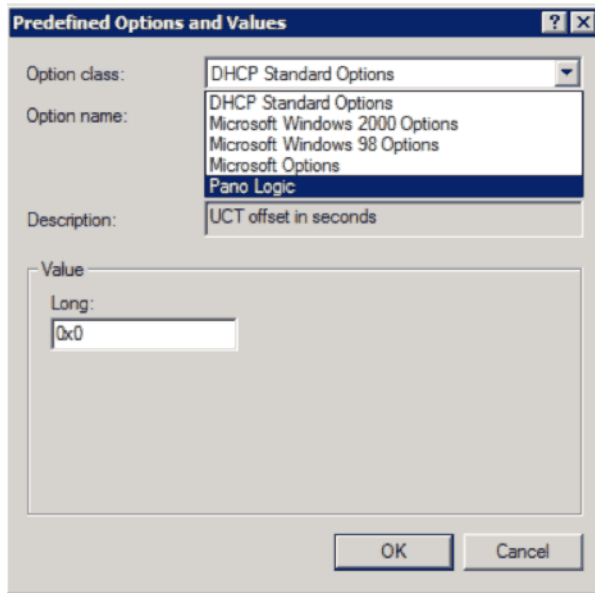 Predefined Options and Values
Option class:
DHCP Standard Options
Option name:
DHCP Standard Options
Microsoft Windows 2000 Options
Microsoft Windows 98 Options
Microsoft Options
Pano Logic
Description:
UCT offset in seconds
Value
Long:
0x0
OK
Cancel